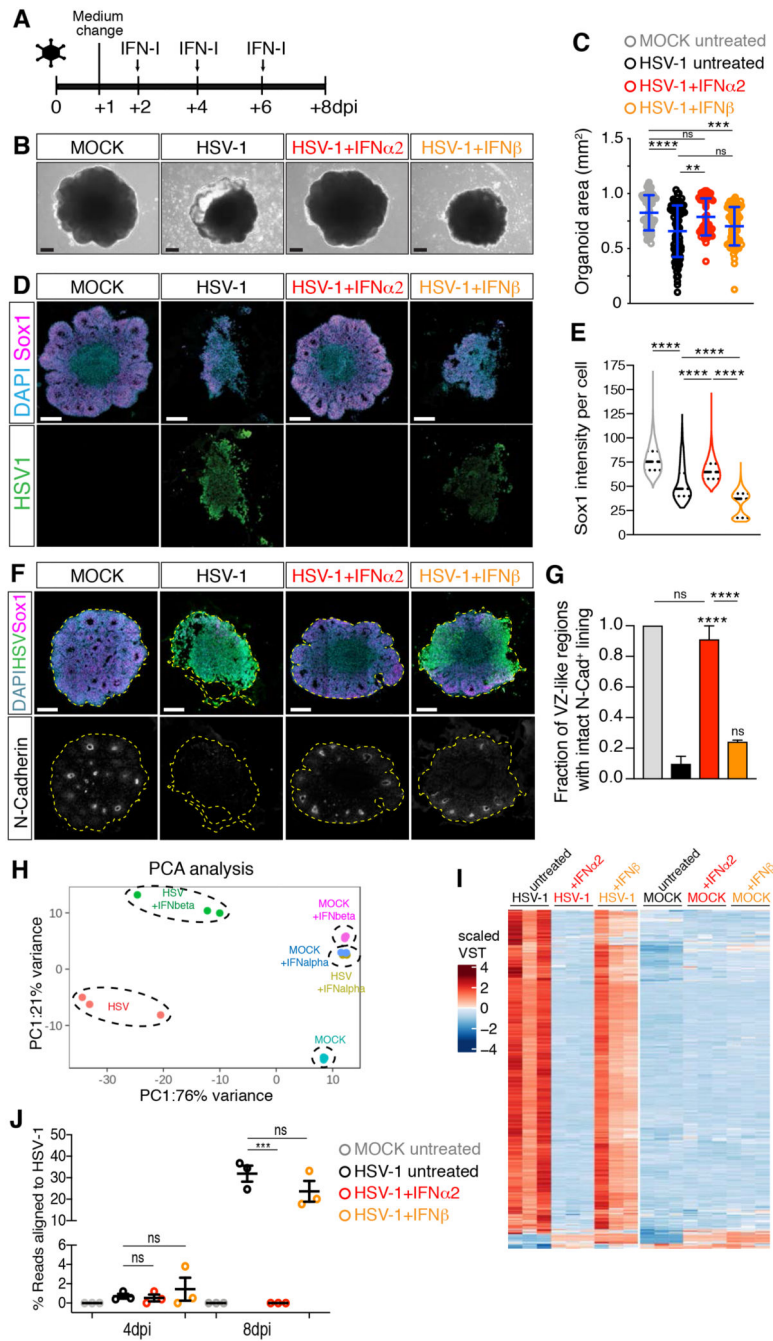 A
Medium
change
IFN-I IFN-I IFN-I
0 +1 +2 +4 +6 +8dpi
B
MOCK HSV-1 HSV-1+IFNα2 HSV-1+IFNβ
C
MOCK untreated
HSV-1 untreated
HSV-1+IFNα2
HSV-1+IFNβ
***
ns
**** ns
**
Organoid area (mm²)
1.5
1.0
0.5
0
D
MOCK HSV-1 HSV-1+IFNα2 HSV-1+IFNβ
DAPI Sox1
HSV1
E
**** ****
**** ****
Sox1 intensity per cell
175
150
125
100
75
50
25
0
F
MOCK HSV-1 HSV-1+IFNα2 HSV-1+IFNβ
DAPI HSV Sox1
N-Cadherin
G
ns ****
****
ns
Fraction of VZ-like regions
with intact N-Cad⁺ lining
1.0
0.8
0.6
0.4
0.2
0
H
PCA analysis
HSV
+IFNbeta
MOCK
+IFNbeta
MOCK
+IFNalpha
HSV
+IFNalpha
HSV
MOCK
PC1:21% variance
10
0
-10
-30 -20 -10 0 10
PC1:76% variance
I
untreated +IFNα2 +IFNβ untreated +IFNα2 +IFNβ
HSV-1 HSV-1 HSV-1 MOCK MOCK MOCK
scaled
VST
4
2
0
−2
−4
J
% Reads aligned to HSV-1
50
40
30
20
10
8
6
4
2
0
ns
***
ns
ns
4dpi 8dpi
MOCK untreated
HSV-1 untreated
HSV-1+IFNα2
HSV-1+IFNβ